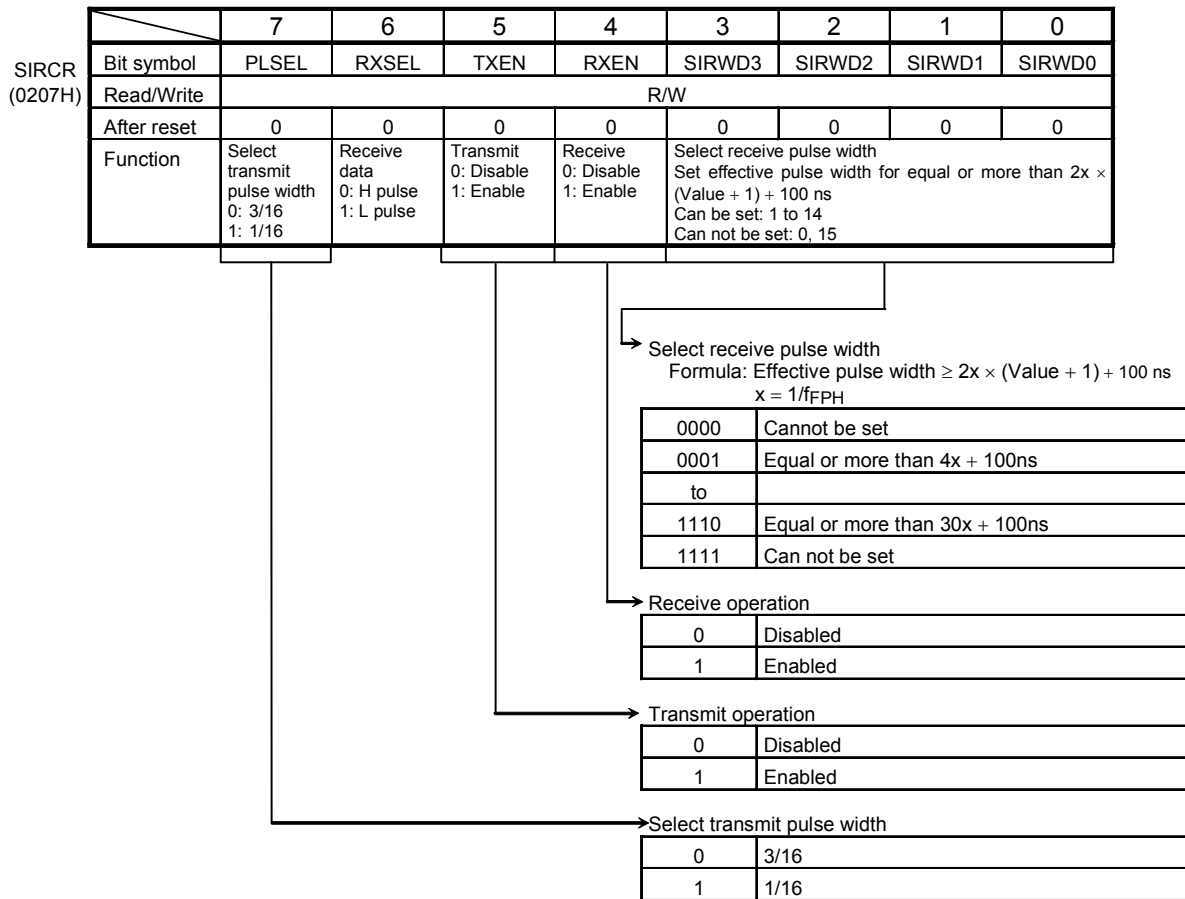 7 6 5 4 3 2 1 0
SIRCR
(0207H)
Bit symbol PLSEL RXSEL TXEN RXEN SIRWD3 SIRWD2 SIRWD1 SIRWD0
Read/Write R/W
After reset 0 0 0 0 0 0 0 0
Function
Select
transmit
pulse width
0: 3/16
1: 1/16
Receive
data
0: H pulse
1: L pulse
Transmit
0: Disable
1: Enable
Receive
0: Disable
1: Enable
Select receive pulse width
Set effective pulse width for equal or more than 2x ×
(Value + 1) + 100 ns
Can be set: 1 to 14
Can not be set: 0, 15
Select receive pulse width
Formula: Effective pulse width ≥ 2x × (Value + 1) + 100 ns
x = 1/fFPH
0000 Cannot be set
0001 Equal or more than 4x + 100ns
to
1110 Equal or more than 30x + 100ns
1111 Can not be set
Receive operation
0 Disabled
1 Enabled
Transmit operation
0 Disabled
1 Enabled
Select transmit pulse width
0 3/16
1 1/16